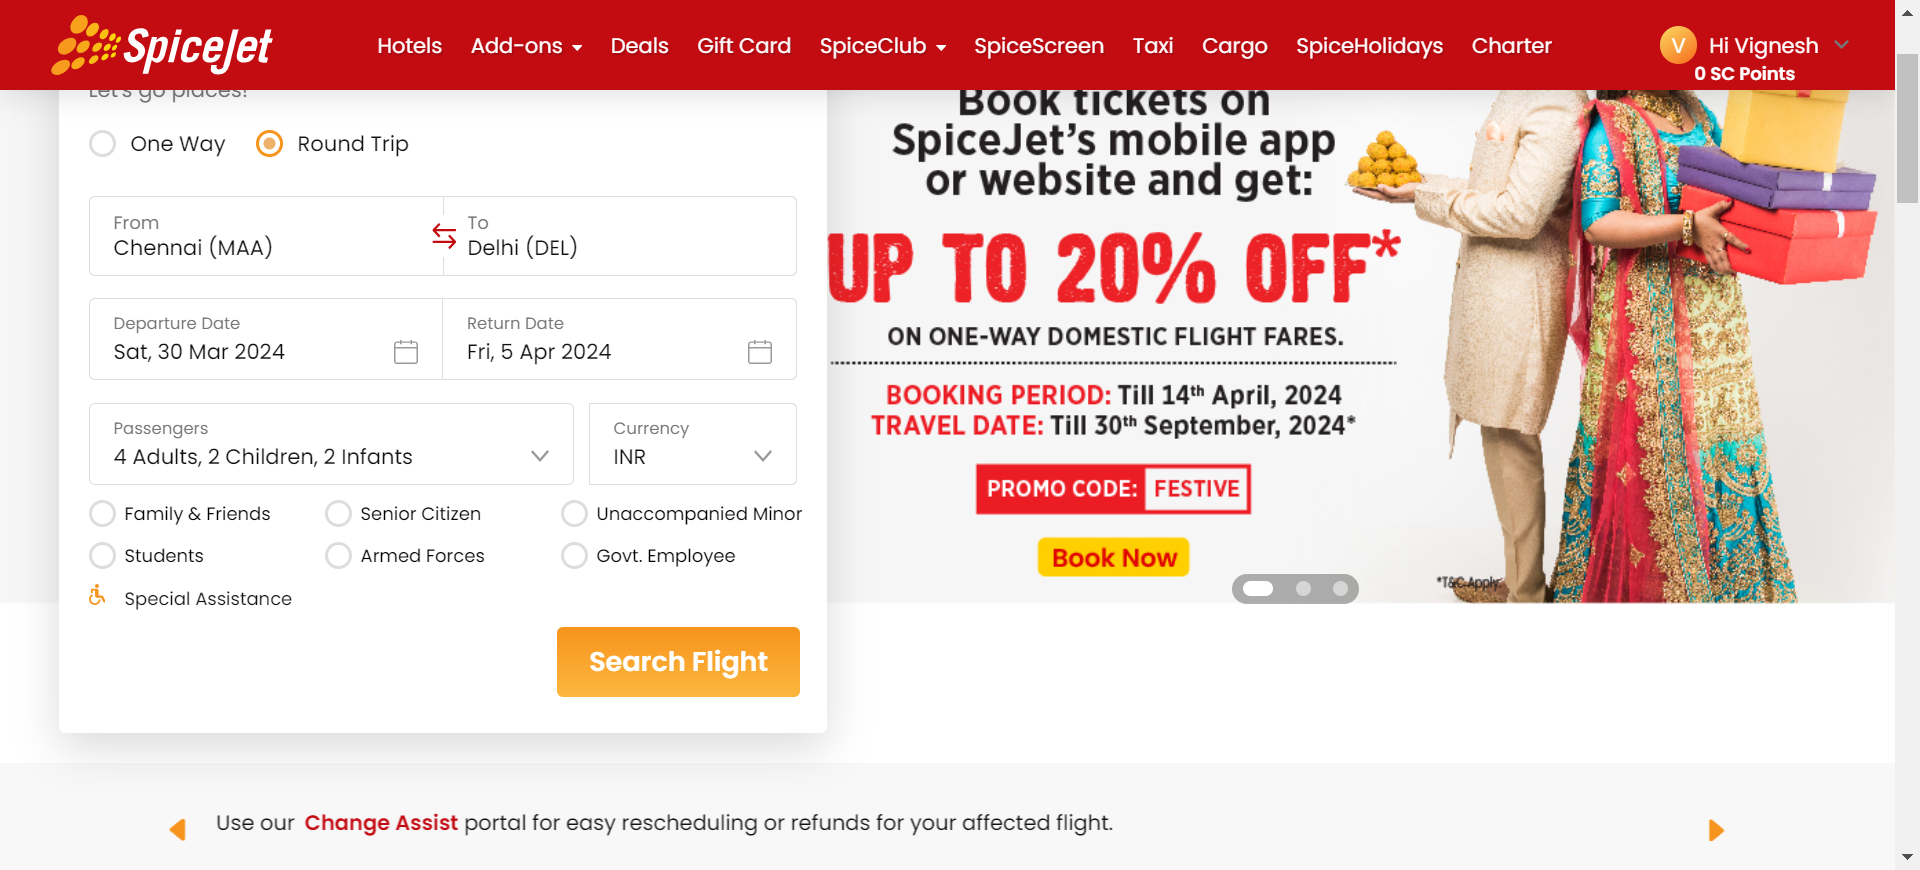 SpiceJet
Hotels Add-ons Deals Gift Card SpiceClub SpiceScreen Taxi Cargo SpiceHolidays Charter
V Hi Vignesh
0 SC Points
Let's go places!
One Way Round Trip
From
Chennai (MAA)
To
Delhi (DEL)
Departure Date
Sat, 30 Mar 2024
Return Date
Fri, 5 Apr 2024
Passengers
4 Adults, 2 Children, 2 Infants
Currency
INR
Family & Friends Senior Citizen Unaccompanied Minor
Students Armed Forces Govt. Employee
Special Assistance
Search Flight
Book tickets on
SpiceJet's mobile app
or website and get:
UP TO 20% OFF*
ON ONE-WAY DOMESTIC FLIGHT FARES.
BOOKING PERIOD: Till 14th April, 2024
TRAVEL DATE: Till 30th September, 2024*
PROMO CODE: FESTIVE
Book Now
*T&C Apply
Use our Change Assist portal for easy rescheduling or refunds for your affected flight.